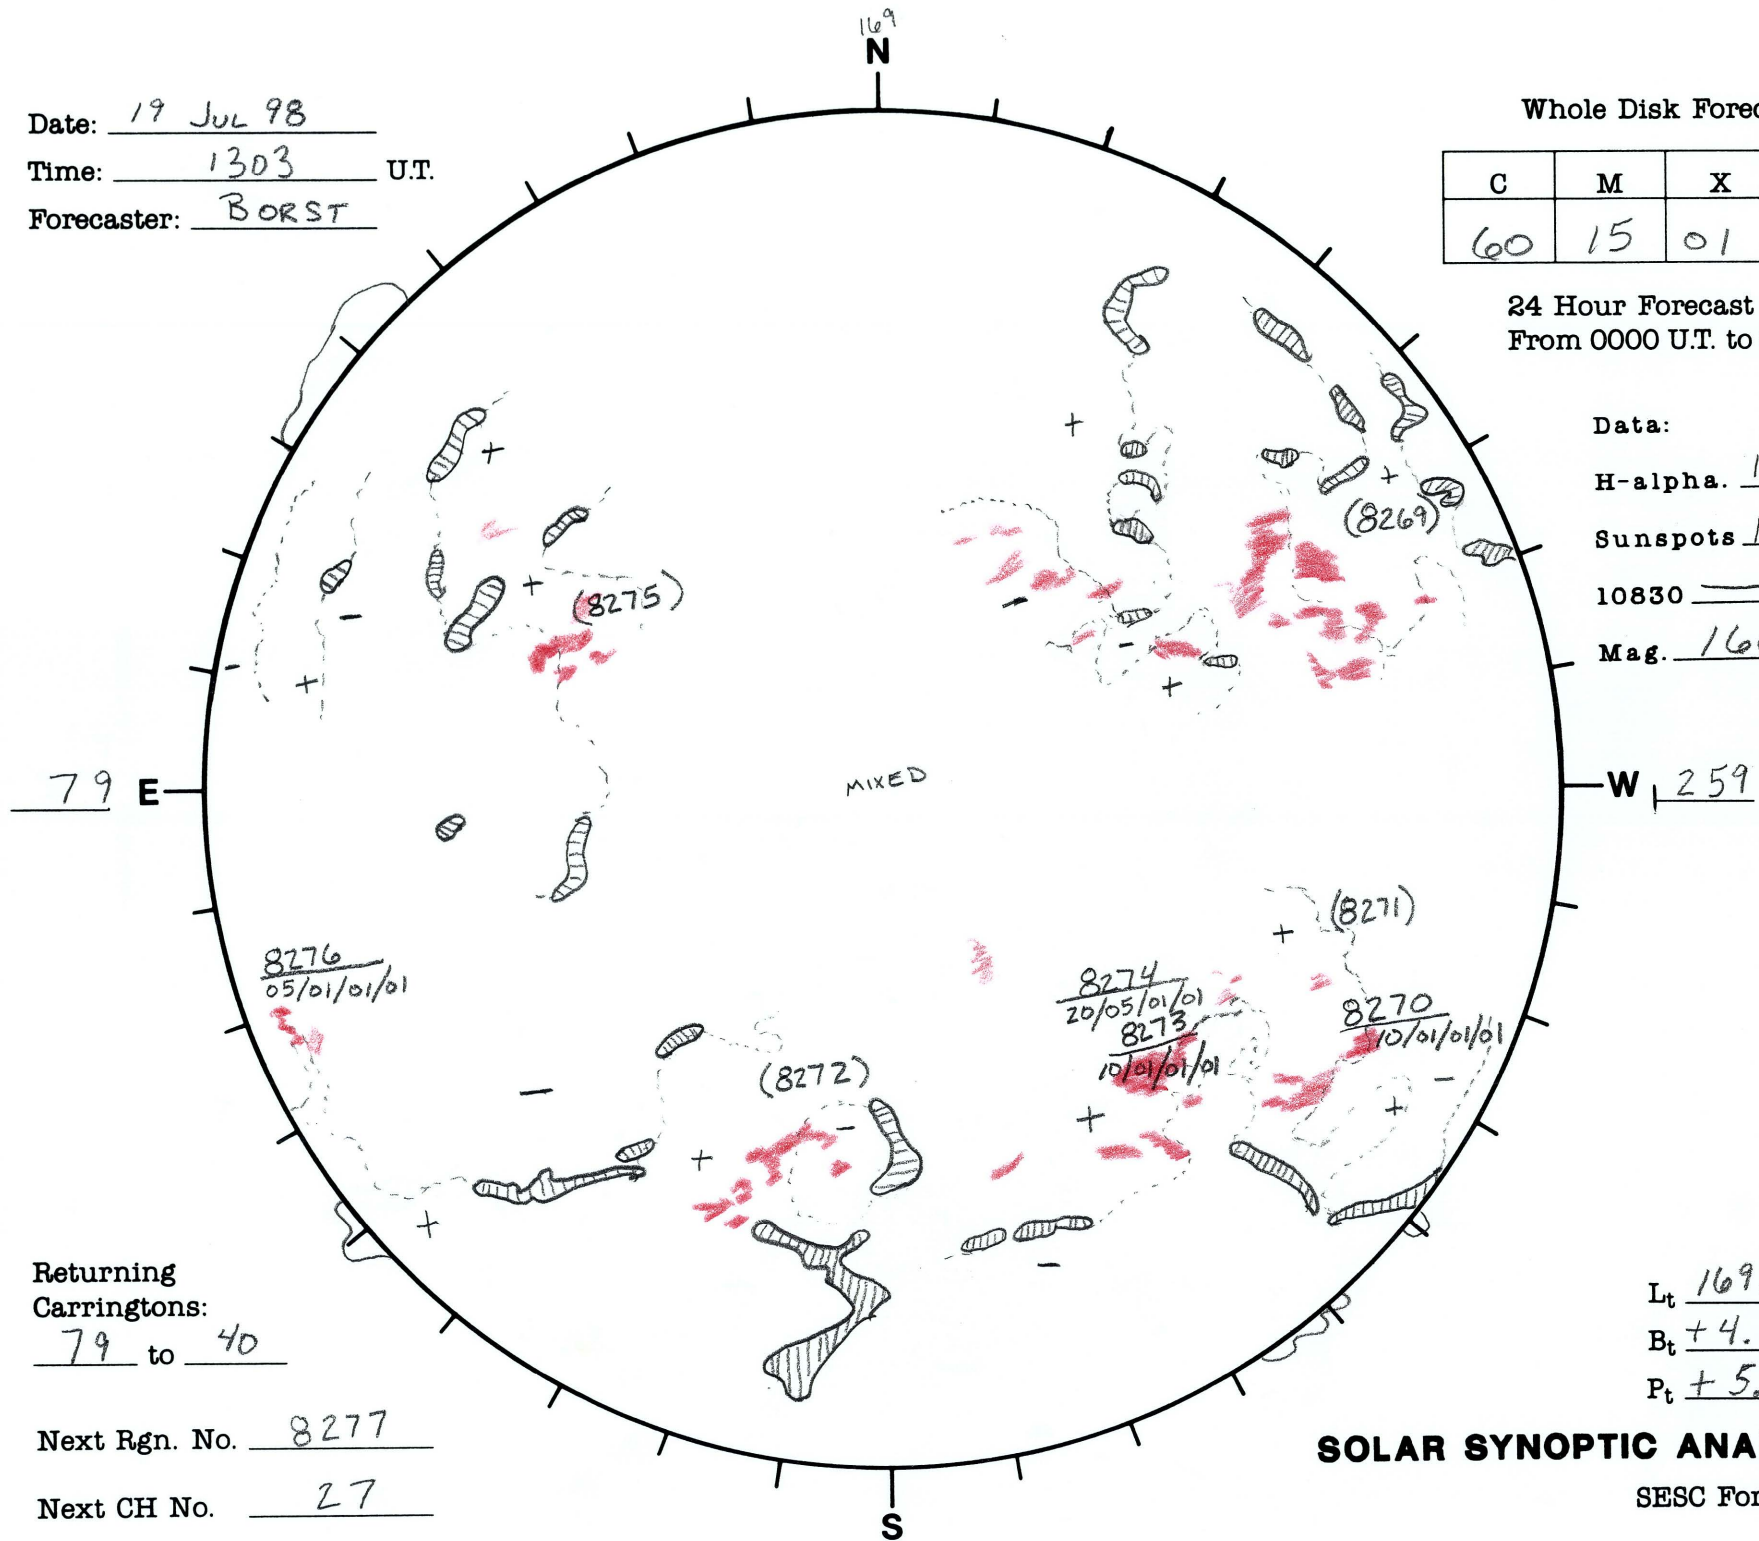 169
N
Date: 19 JUL 98
Time: 1303 U.T.
Forecaster: BORST
Whole Disk Forec
C M X
60 15 01
24 Hour Forecast
From 0000 U.T. to
Data:
H-alpha. 1
Sunspots 1
10830 —
Mag. 16
+
+
+
(8269)
+
(8275)
-
-
-
-
+
+
79 E
MIXED
W 259
(8271)
+
8276
05/01/01/01
8274
20/05/01/01
8273
10/01/01/01
8270
10/01/01/01
-
(8272)
-
+
+
-
+
+
-
Returning
Carringtons:
79 to 40
Next Rgn. No. 8277
Next CH No. 27
Lt 169
Bt +4.
Pt +5.
SOLAR SYNOPTIC ANA
SESC For
S